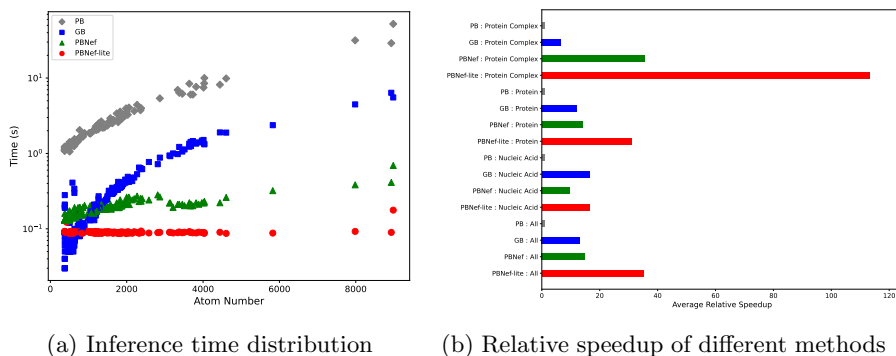 PB
GB
PBNef
PBNef-lite
10¹
10⁰
10⁻¹
Time (s)
0 2000 4000 6000 8000
Atom Number
(a) Inference time distribution
PB : Protein Complex
GB : Protein Complex
PBNef : Protein Complex
PBNef-lite : Protein Complex
PB : Protein
GB : Protein
PBNef : Protein
PBNef-lite : Protein
PB : Nucleic Acid
GB : Nucleic Acid
PBNef : Nucleic Acid
PBNef-lite : Nucleic Acid
PB : All
GB : All
PBNef : All
PBNef-lite : All
0 20 40 60 80 100 120
Average Relative Speedup
(b) Relative speedup of different methods